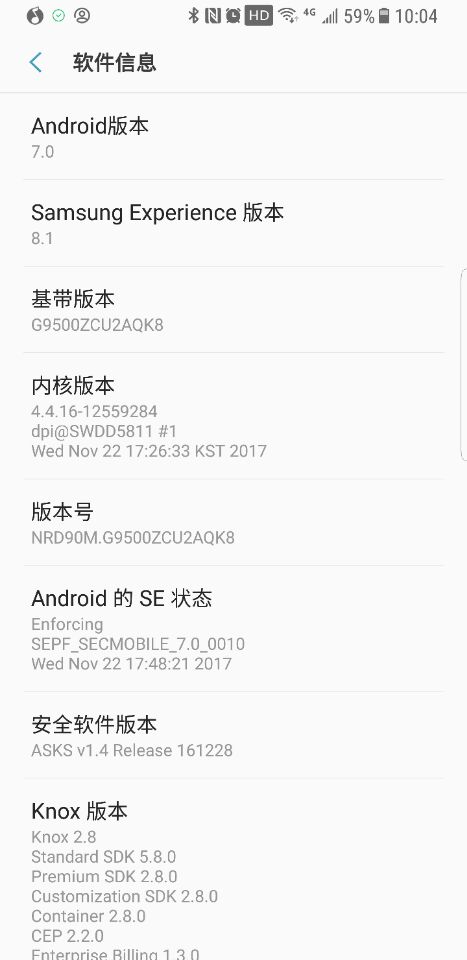 HD 4G 59% 10:04
软件信息
Android版本
7.0
Samsung Experience 版本
8.1
基带版本
G9500ZCU2AQK8
内核版本
4.4.16-12559284
dpi@SWDD5811 #1
Wed Nov 22 17:26:33 KST 2017
版本号
NRD90M.G9500ZCU2AQK8
Android 的 SE 状态
Enforcing
SEPF_SECMOBILE_7.0_0010
Wed Nov 22 17:48:21 2017
安全软件版本
ASKS v1.4 Release 161228
Knox 版本
Knox 2.8
Standard SDK 5.8.0
Premium SDK 2.8.0
Customization SDK 2.8.0
Container 2.8.0
CEP 2.2.0
Enterprise Billing 1.3.0